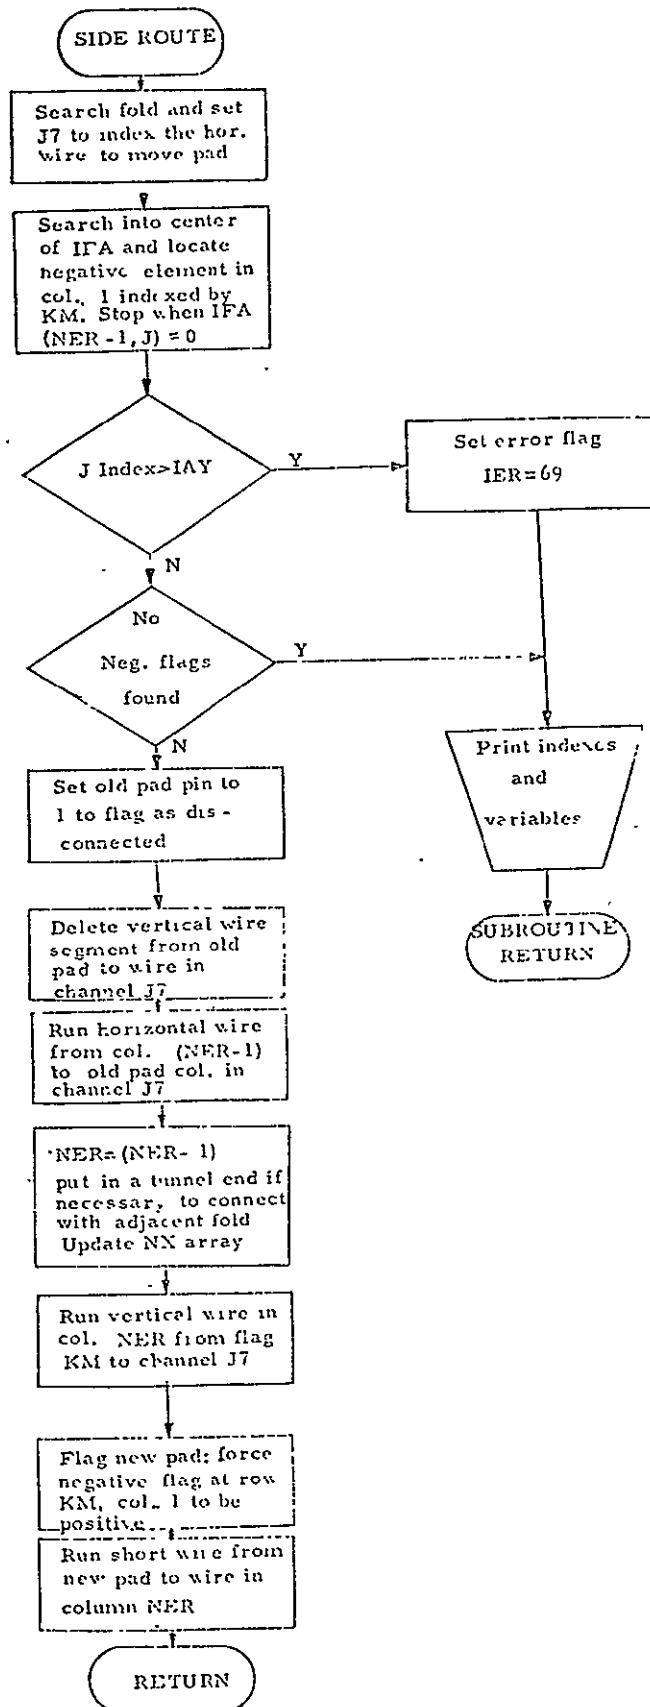 SIDE ROUTE
Search fold and set
J7 to index the hor.
wire to move pad
Search into center
of IFA and locate
negative element in
col., 1 indexed by
KM. Stop when IFA
(NER-1, J) = 0
J Index>IAY
Y
Set error flag
IER=69
N
No
Neg. flags
found
Y
N
Print indexes
and
variables
SUBROUTINE
RETURN
Set old pad pin to
1 to flag as dis-
connected
Delete vertical wire
segment from old
pad to wire in
channel J7
Run horizontal wire
from col. (NER-1)
to old pad col. in
channel J7
NER=(NER-1)
put in a tunnel end if
necessar, to connect
with adjacent fold
Update NX array
Run vertical wire in
col. NER from flag
KM to channel J7
Flag new pad; force
negative flag at row
KM, col. 1 to be
positive
Run short wire from
new pad to wire in
column NER
RETURN